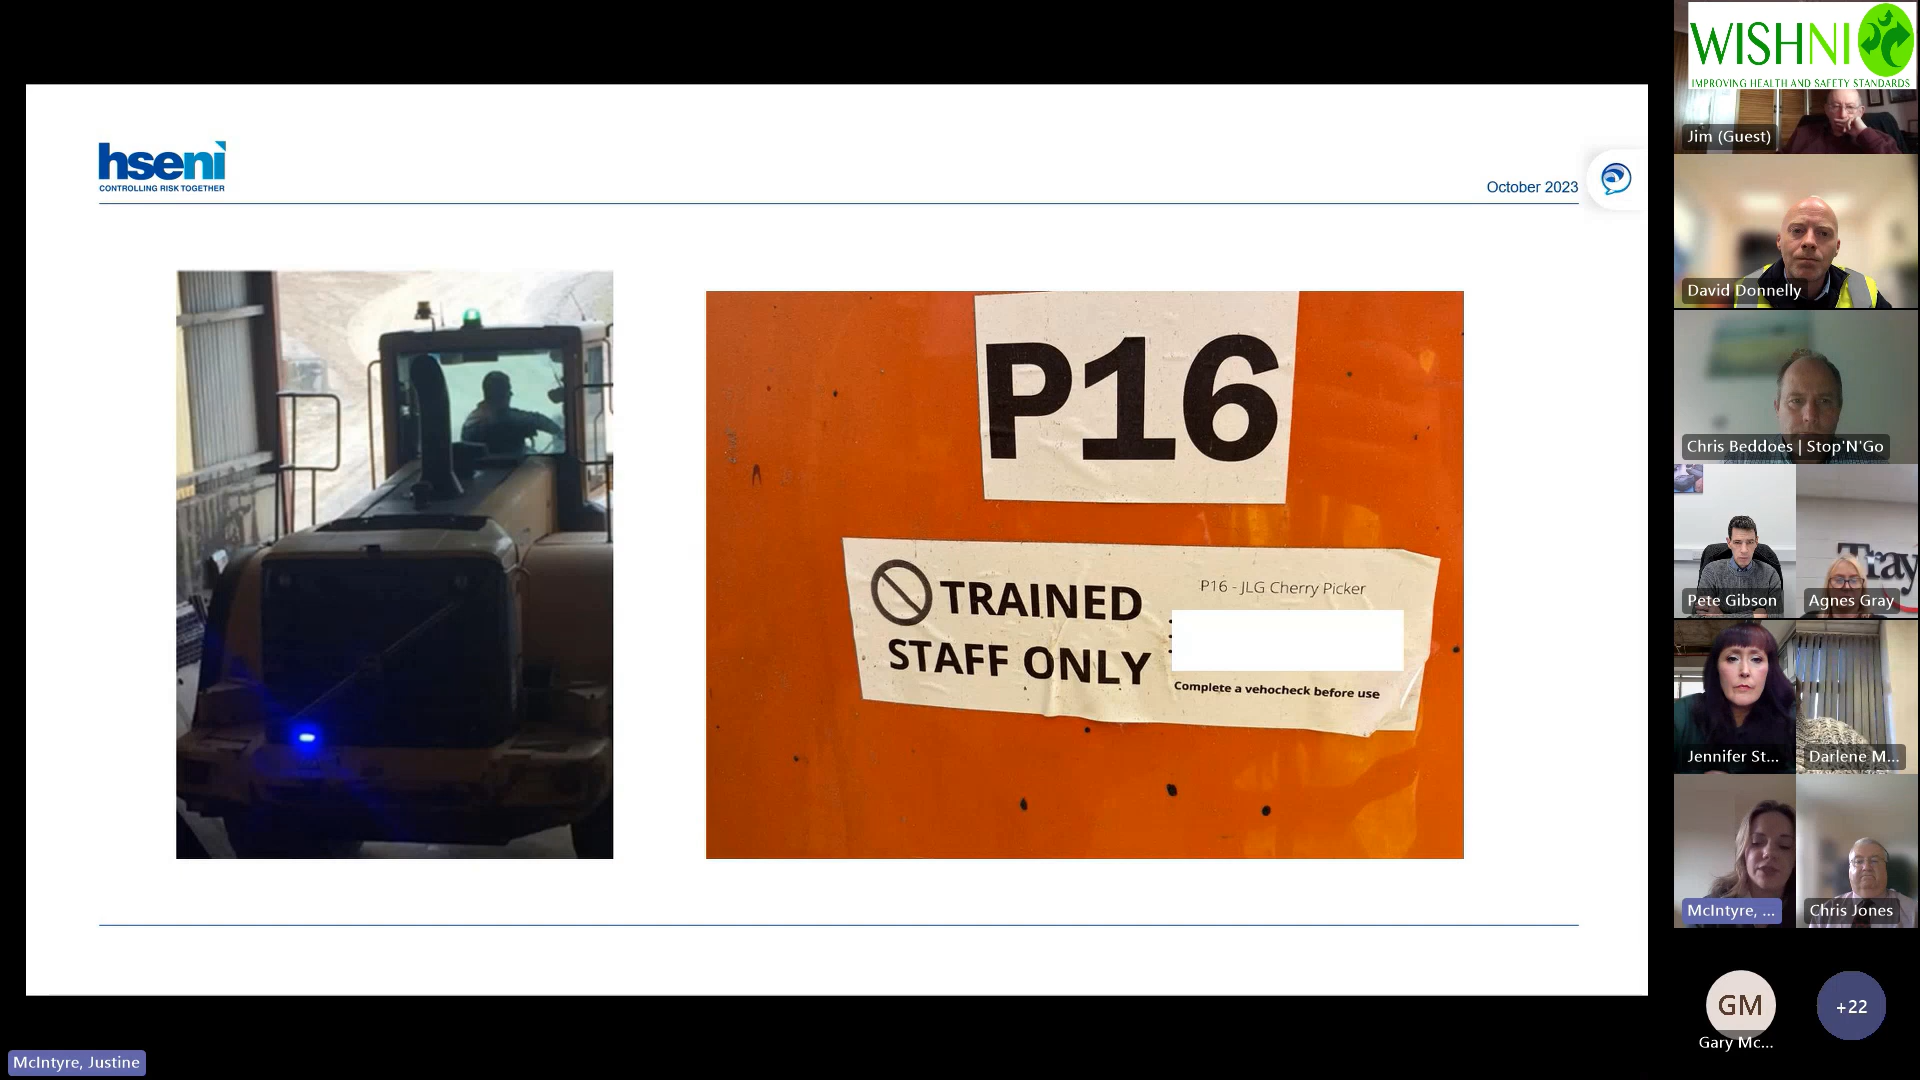 hseni
CONTROLLING RISK TOGETHER
October 2023
P16
TRAINED
STAFF ONLY
P16 - JLG Cherry Picker
Complete a vehocheck before use
McIntyre, Justine
WISHNI
IMPROVING HEALTH AND SAFETY STANDARDS
Jim (Guest)
David Donnelly
Chris Beddoes | Stop'N'Go
Tray
Pete Gibson
Agnes Gray
Jennifer St...
Darlene M...
McIntyre, ...
Chris Jones
GM
Gary Mc...
+22